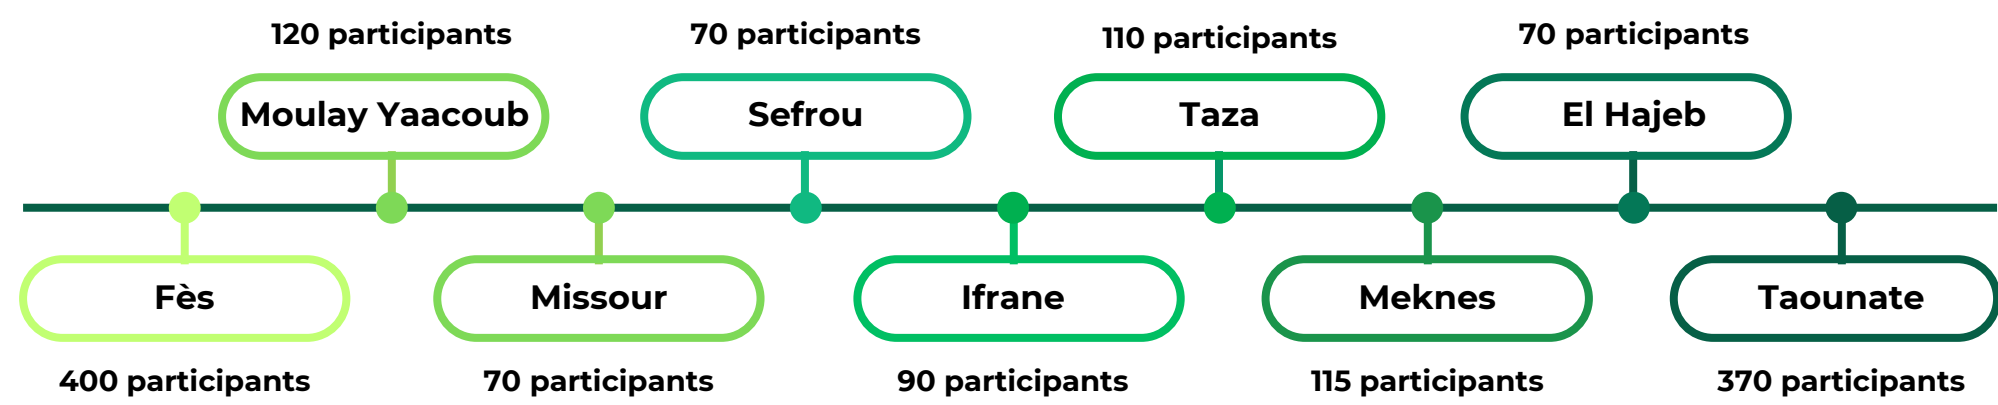 120 participants
70 participants
110 participants
70 participants
Moulay Yaacoub
Sefrou
Taza
El Hajeb
Fès
Missour
Ifrane
Meknes
Taounate
400 participants
70 participants
90 participants
115 participants
370 participants